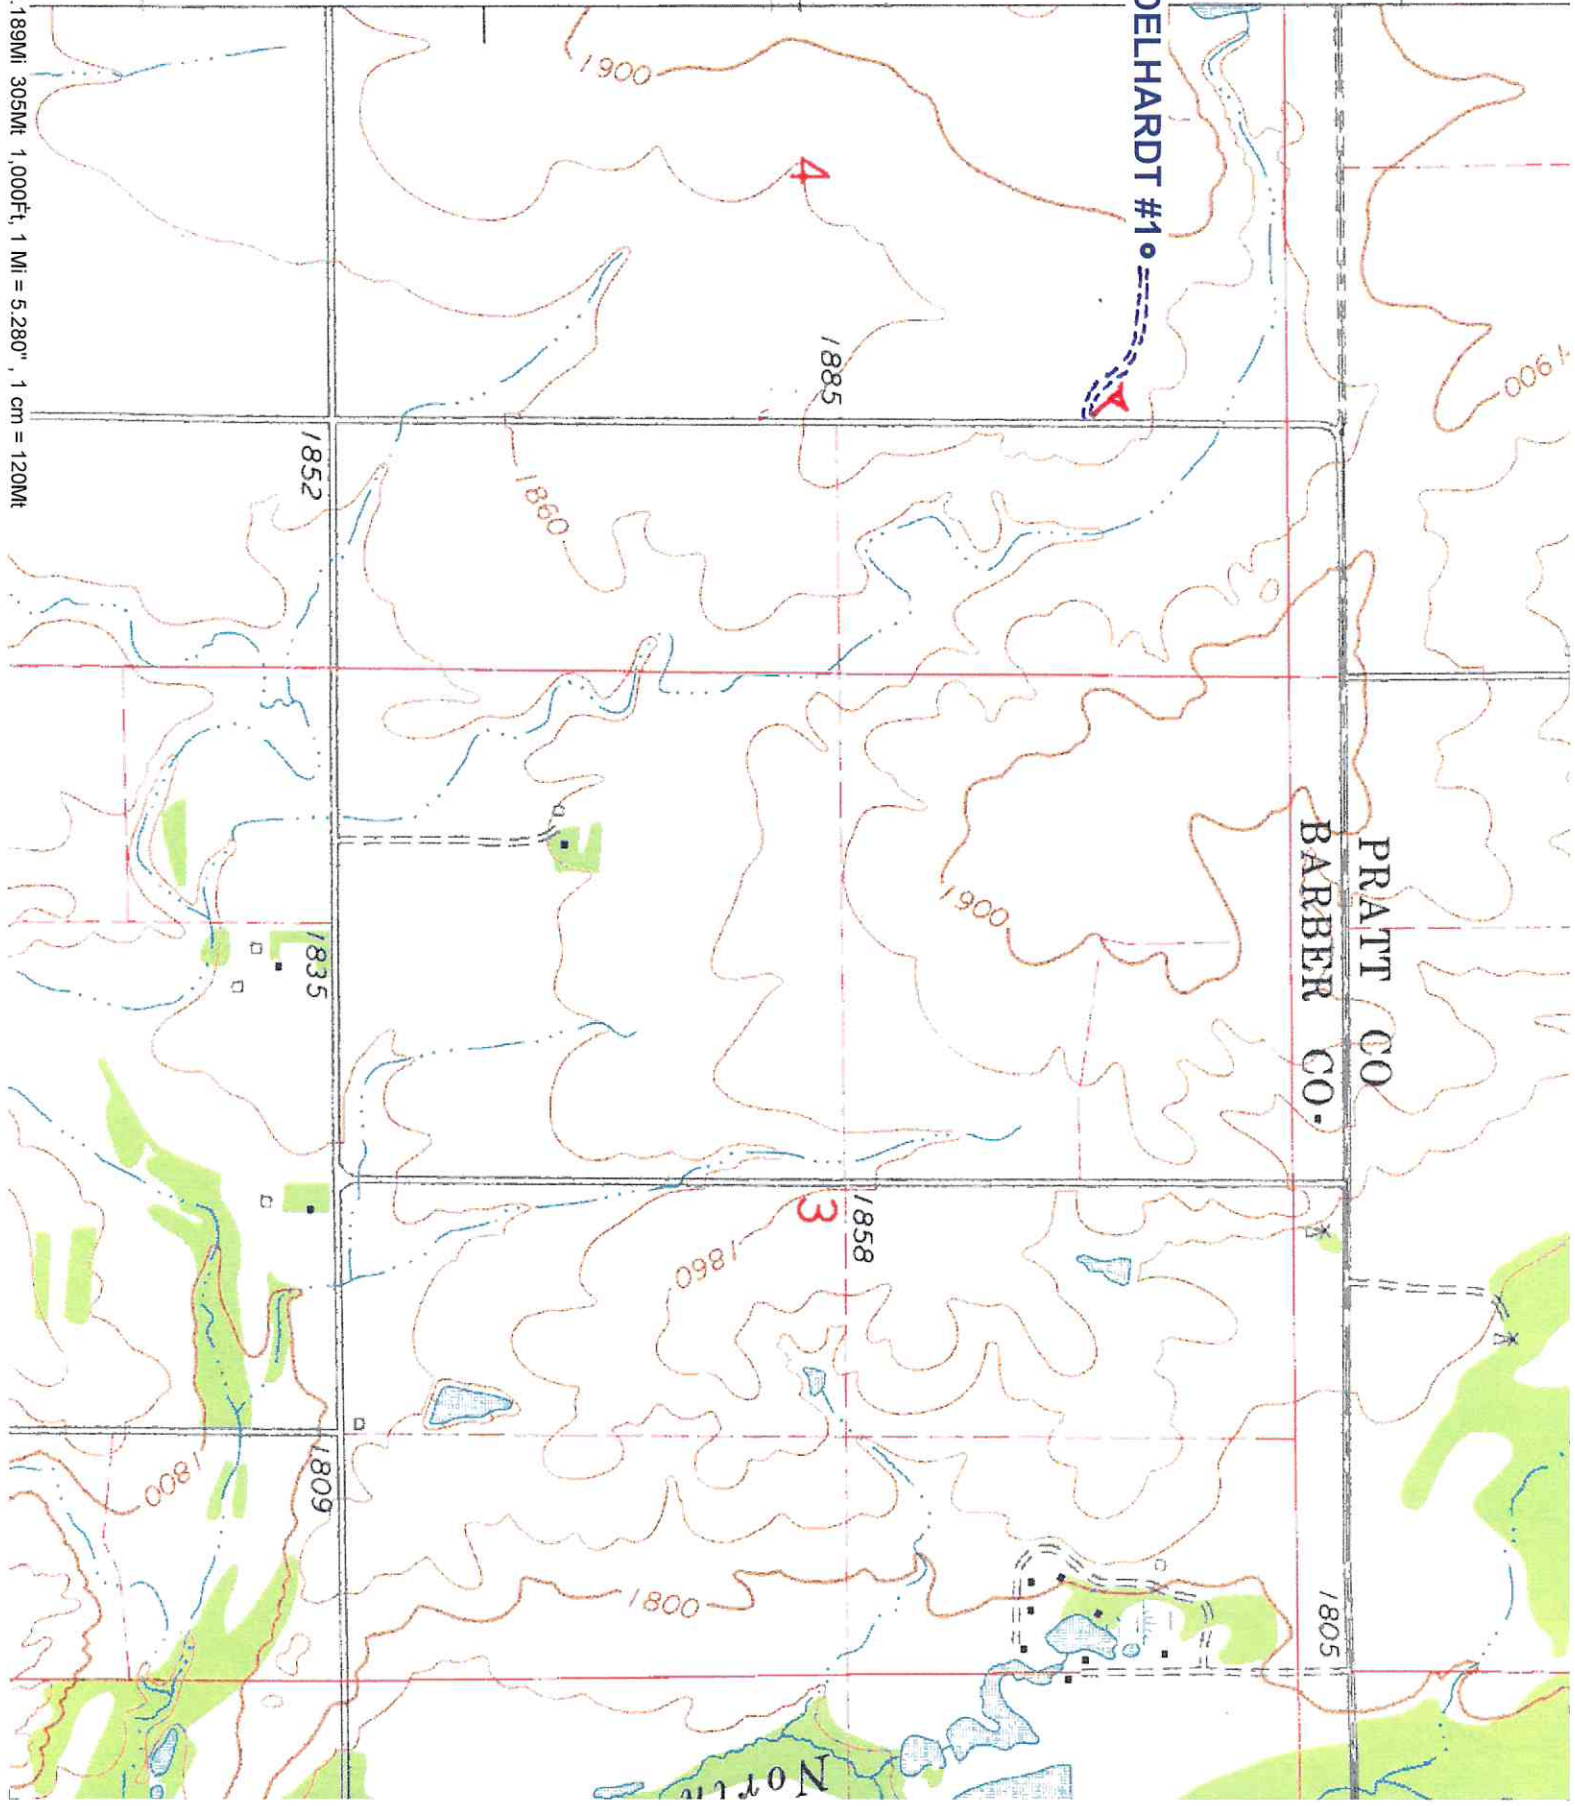 .189Mi 305Mt 1,000Ft, 1 Mi = 5.280", 1 cm = 120Mt
DELHARDT #1
A
PRATT CO
BARBER CO.
1900
1900
4
1885
1852
1860
1900
1835
3
1858
1860
1809
1800
1800
1805
North